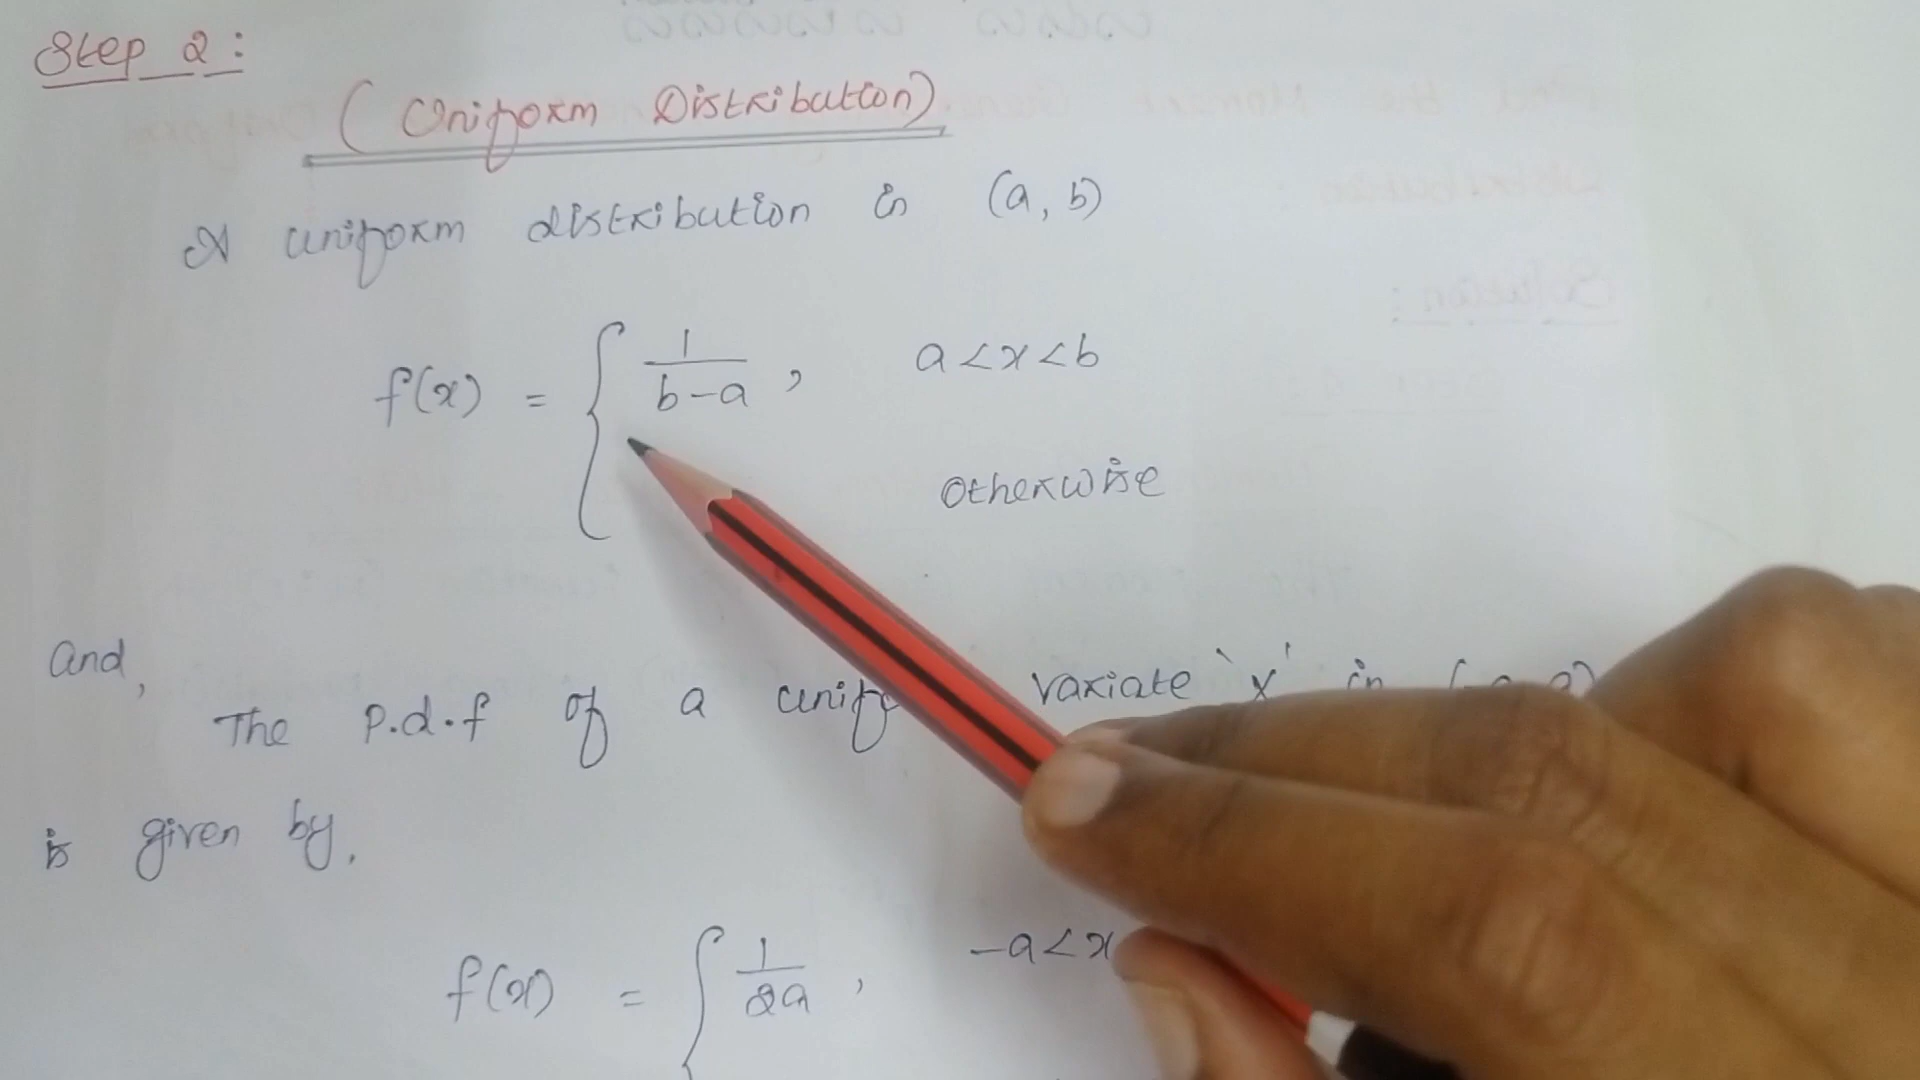 Step 2:
(Uniform Distribution)
A uniform distribution in (a, b)
f(x) = { 1/(b-a) , a<x<b
otherwise
and,
The P.d.f of a variate 'X' in
is given by,
f(x) = { 1/2a , -a<x